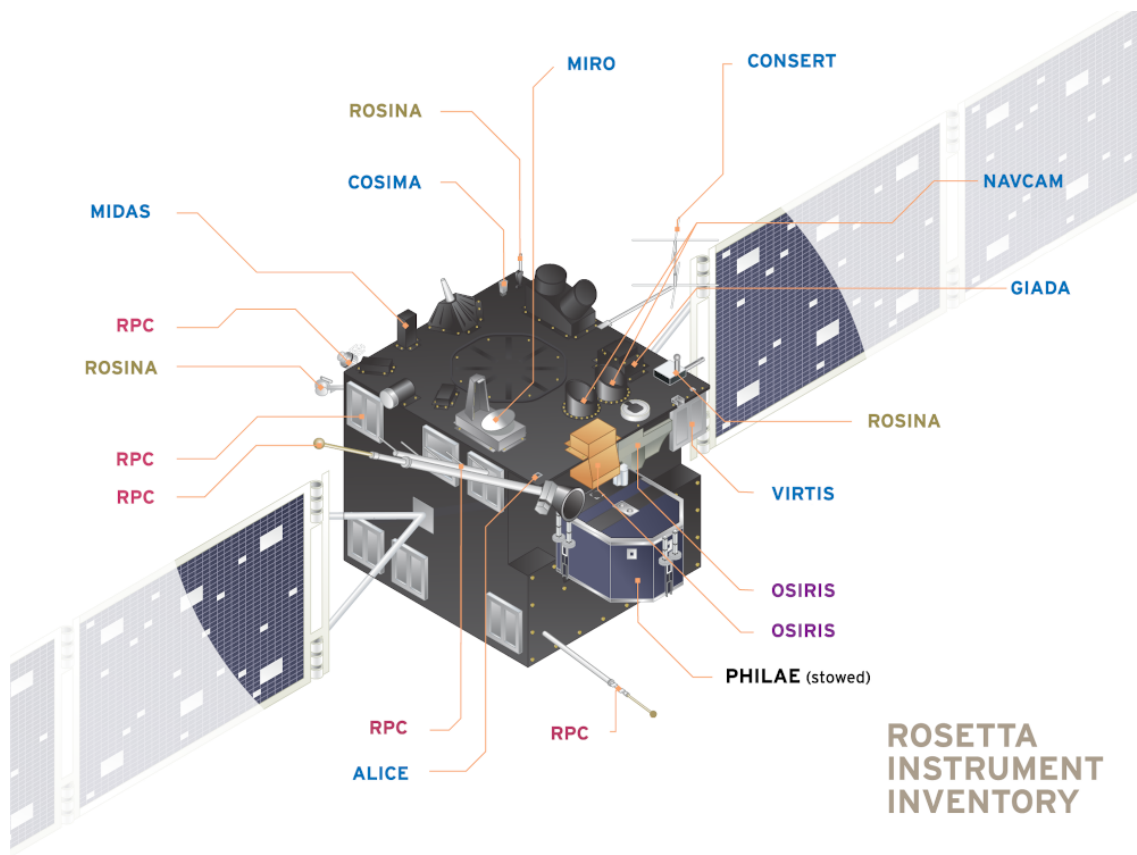 MIRO
CONSERT
ROSINA
COSIMA
NAVCAM
MIDAS
GIADA
RPC
ROSINA
ROSINA
RPC
RPC
VIRTIS
OSIRIS
OSIRIS
PHILAE (stowed)
RPC
RPC
ALICE
ROSETTA
INSTRUMENT
INVENTORY